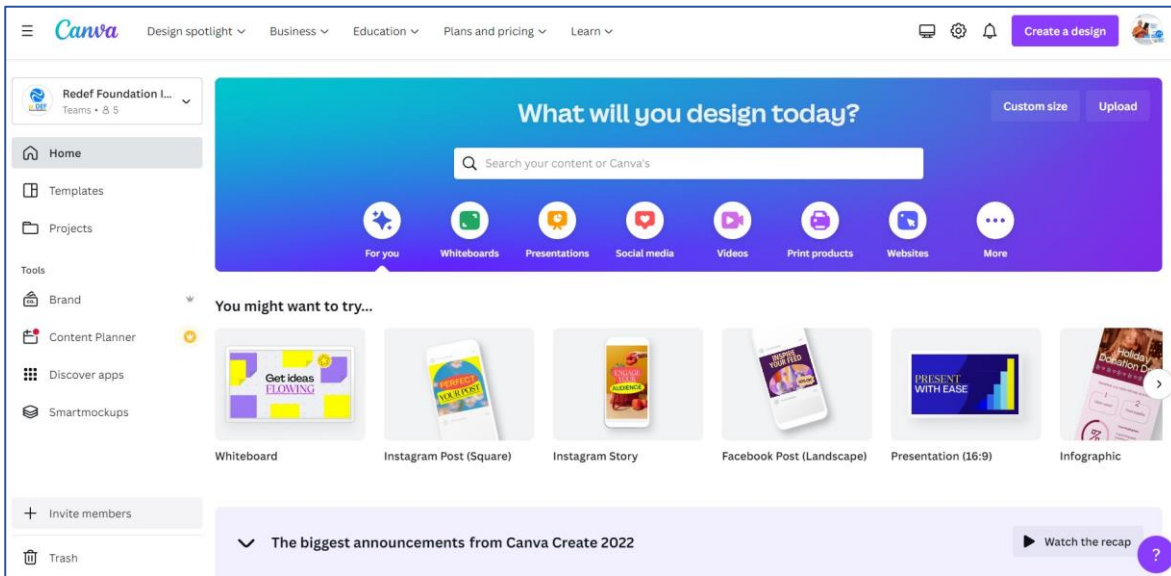 Canva
Design spotlight
Business
Education
Plans and pricing
Learn
Create a design
Redef Foundation I...
Teams • 5
Home
Templates
Projects
Tools
Brand
Content Planner
Discover apps
Smartmockups
Invite members
Trash
What will you design today?
Custom size
Upload
Search your content or Canva's
For you
Whiteboards
Presentations
Social media
Videos
Print products
Websites
More
You might want to try...
Get ideas
FLOWING
PERFECT
YOUR POST
ENGAGE
YOUR
AUDIENCE
INSPIRE
YOUR FEED
PRESENT
WITH EASE
Holiday
Donation
Whiteboard
Instagram Post (Square)
Instagram Story
Facebook Post (Landscape)
Presentation (16:9)
Infographic
The biggest announcements from Canva Create 2022
Watch the recap
?